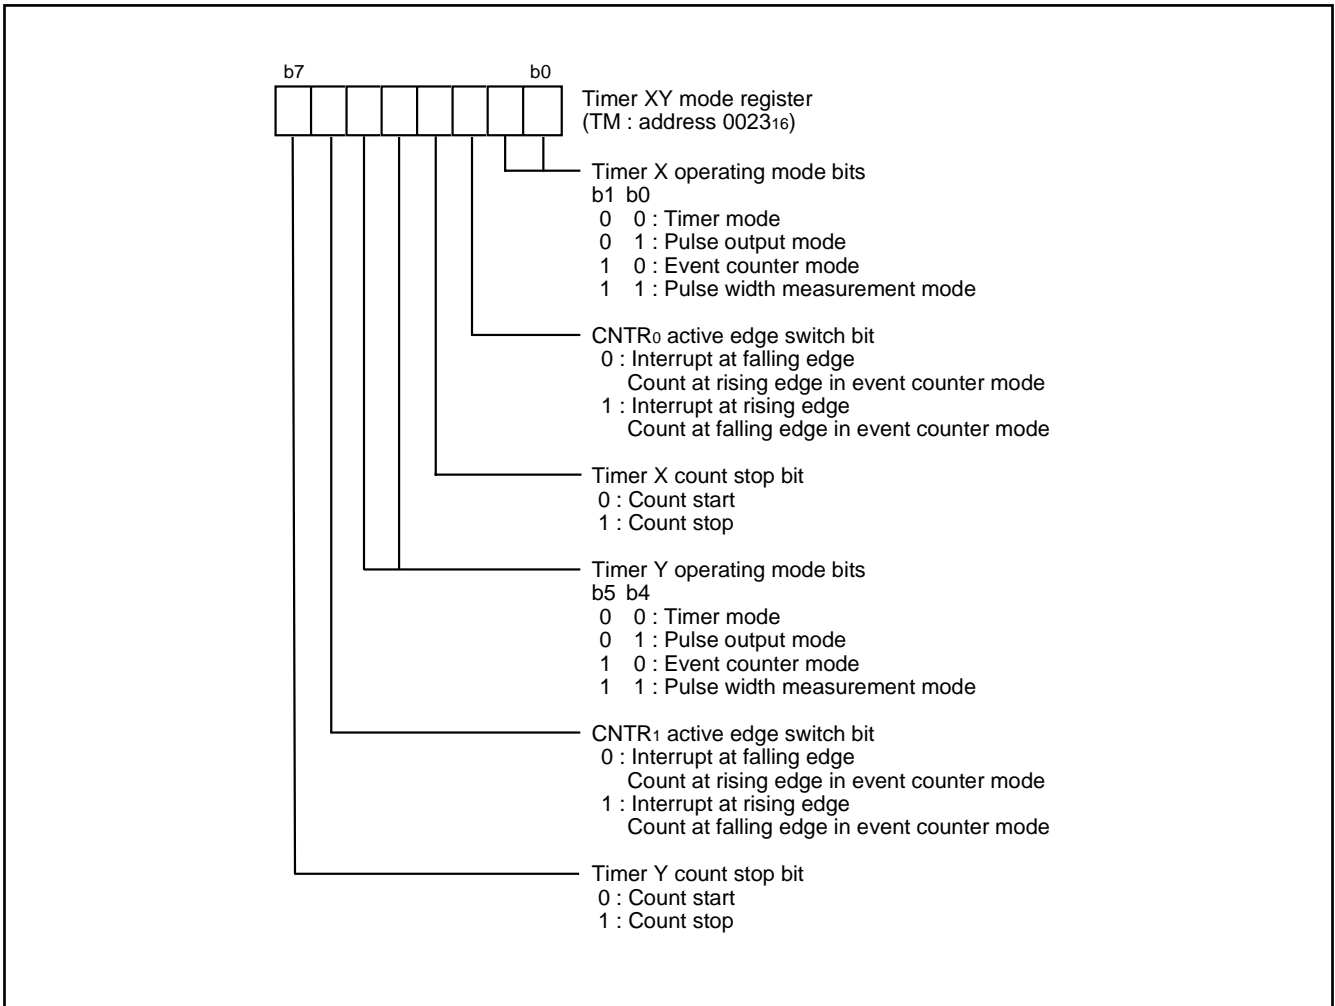 b7 b0
Timer XY mode register
(TM : address 002316)
Timer X operating mode bits
b1 b0
0 0 : Timer mode
0 1 : Pulse output mode
1 0 : Event counter mode
1 1 : Pulse width measurement mode
CNTR0 active edge switch bit
0 : Interrupt at falling edge
Count at rising edge in event counter mode
1 : Interrupt at rising edge
Count at falling edge in event counter mode
Timer X count stop bit
0 : Count start
1 : Count stop
Timer Y operating mode bits
b5 b4
0 0 : Timer mode
0 1 : Pulse output mode
1 0 : Event counter mode
1 1 : Pulse width measurement mode
CNTR1 active edge switch bit
0 : Interrupt at falling edge
Count at rising edge in event counter mode
1 : Interrupt at rising edge
Count at falling edge in event counter mode
Timer Y count stop bit
0 : Count start
1 : Count stop